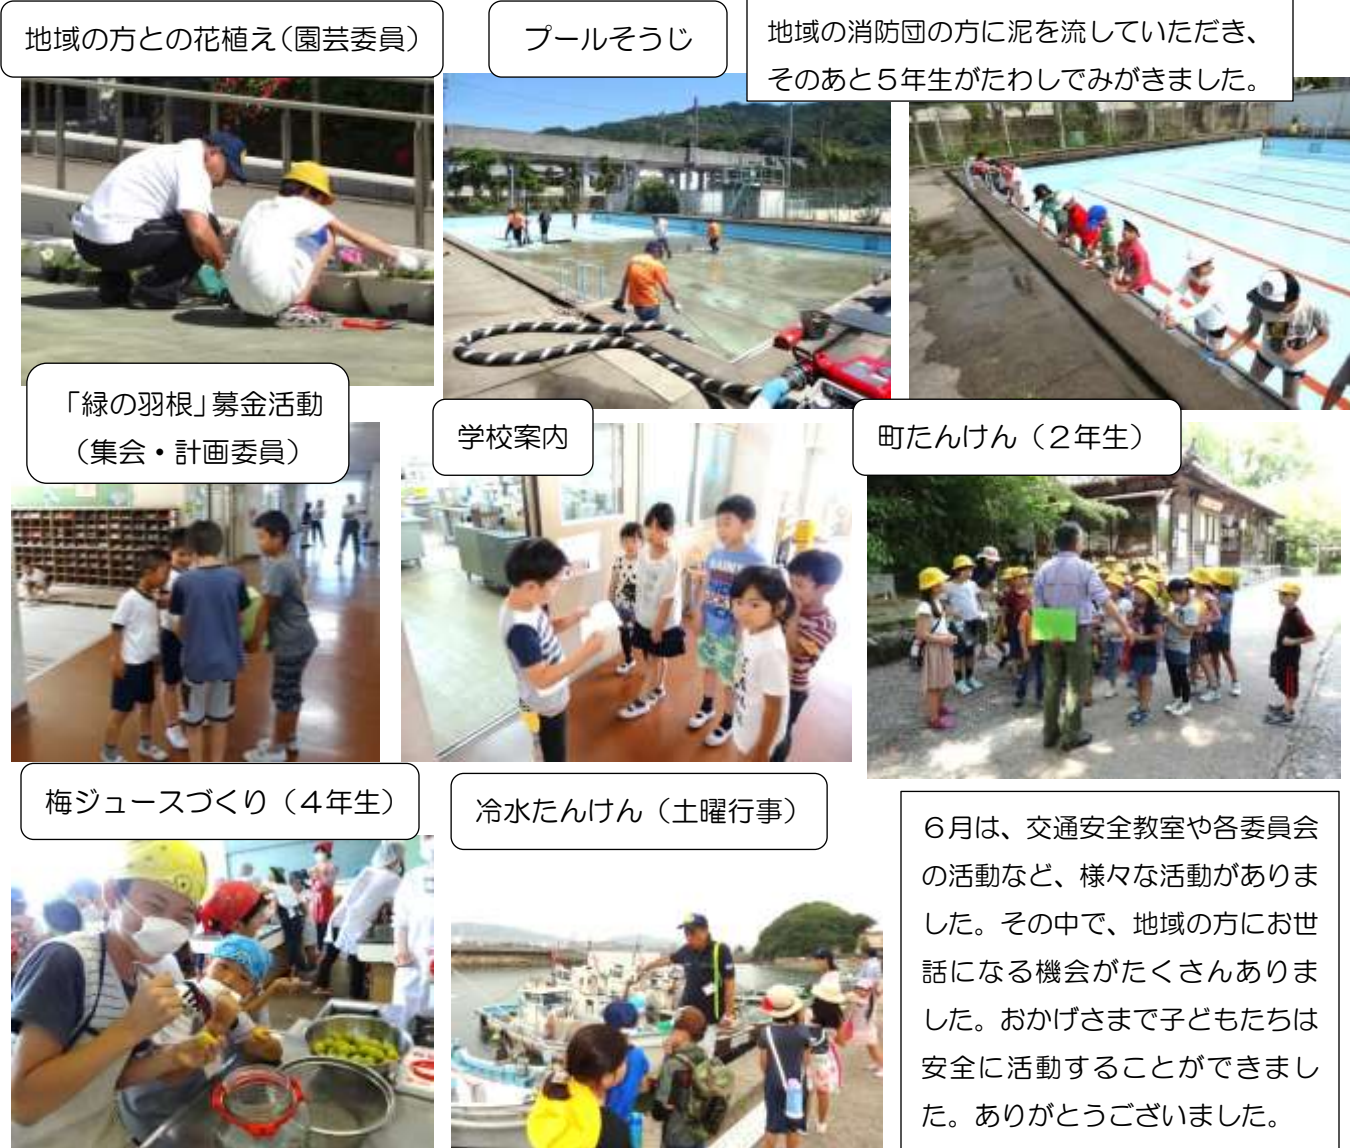 地域の方との花植え（園芸委員）
プールそうじ
地域の消防団の方に泥を流していただき、
そのあと５年生がたわしでみがきました。
「緑の羽根」募金活動
（集会・計画委員）
学校案内
町たんけん（２年生）
梅ジュースづくり（４年生）
冷水たんけん（土曜行事）
６月は、交通安全教室や各委員会
の活動など、様々な活動がありま
した。その中で、地域の方にお世
話になる機会がたくさんありま
した。おかげさまで子どもたちは
安全に活動することができまし
た。ありがとうございました。